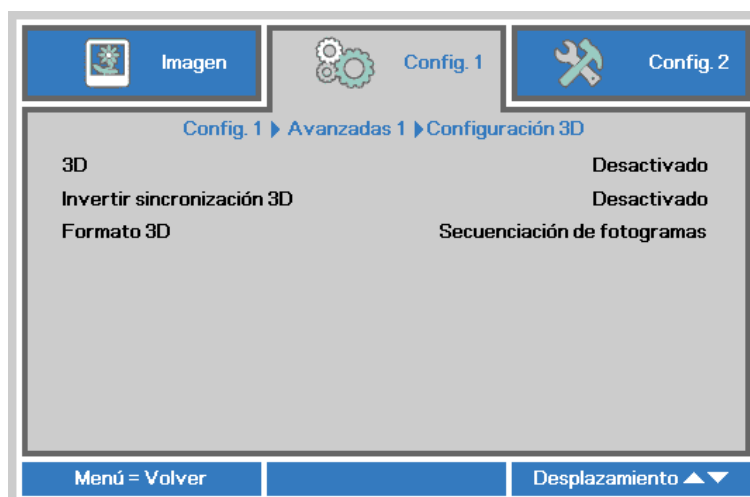 Imagen
Config. 1
Config. 2
Config. 1 ▶ Avanzadas 1 ▶ Configuración 3D
3D Desactivado
Invertir sincronización 3D Desactivado
Formato 3D Secuenciación de fotogramas
Menú = Volver
Desplazamiento ▲▼